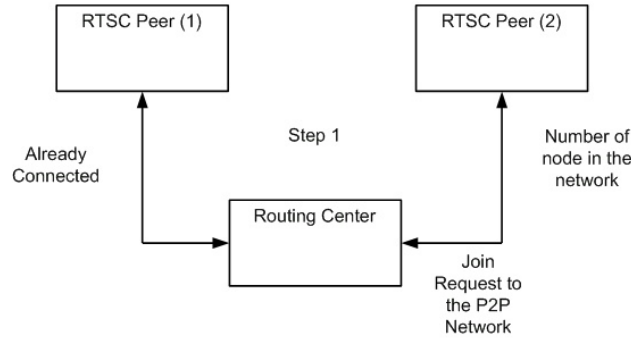 RTSC Peer (1)
RTSC Peer (2)
Step 1
Already
Connected
Number of
node in the
network
Routing Center
Join
Request to
the P2P
Network